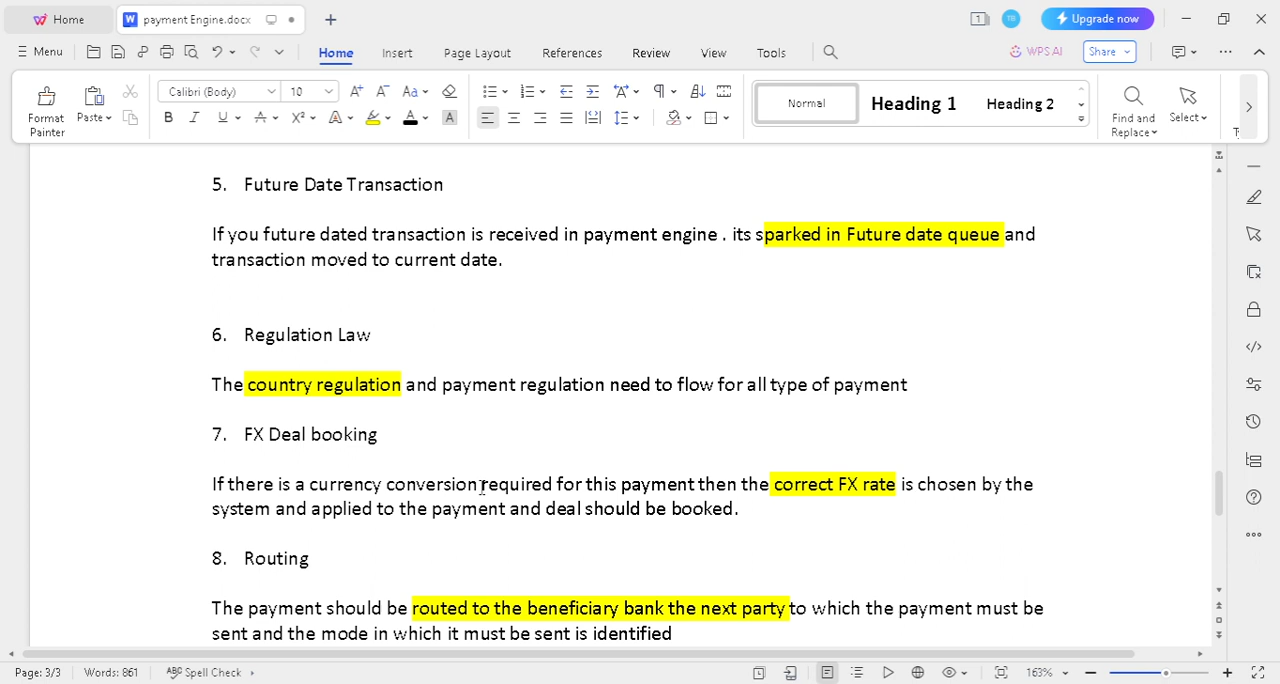 Home
payment Engine.docx
1
TB
Upgrade now
Menu
Home
Insert
Page Layout
References
Review
View
Tools
WPS AI
Share
Format
Painter
Paste
Calibri (Body)
10
Normal
Heading 1
Heading 2
Find and
Replace
Select
5. Future Date Transaction
If you future dated transaction is received in payment engine . its sparked in Future date queue and
transaction moved to current date.
6. Regulation Law
The country regulation and payment regulation need to flow for all type of payment
7. FX Deal booking
If there is a currency conversion required for this payment then the correct FX rate is chosen by the
system and applied to the payment and deal should be booked.
8. Routing
The payment should be routed to the beneficiary bank the next party to which the payment must be
sent and the mode in which it must be sent is identified
Page: 3/3
Words: 861
Spell Check
163%